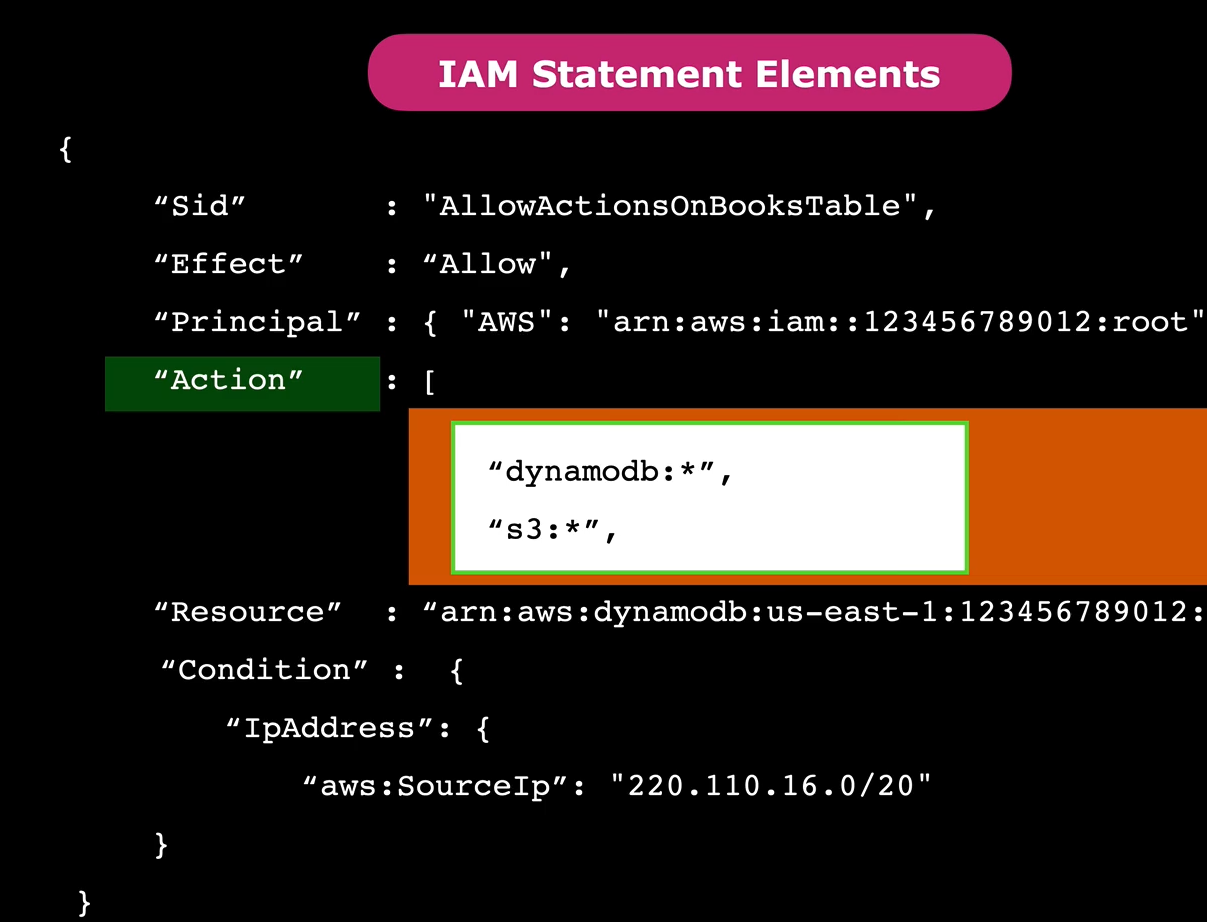 IAM Statement Elements
{
“Sid” : "AllowActionsOnBooksTable",
“Effect” : “Allow",
“Principal” : { "AWS": "arn:aws:iam::123456789012:root"
“Action” : [
“dynamodb:*”,
“s3:*”,
“Resource” : “arn:aws:dynamodb:us-east-1:123456789012:
“Condition” : {
“IpAddress”: {
“aws:SourceIp”: "220.110.16.0/20"
}
}